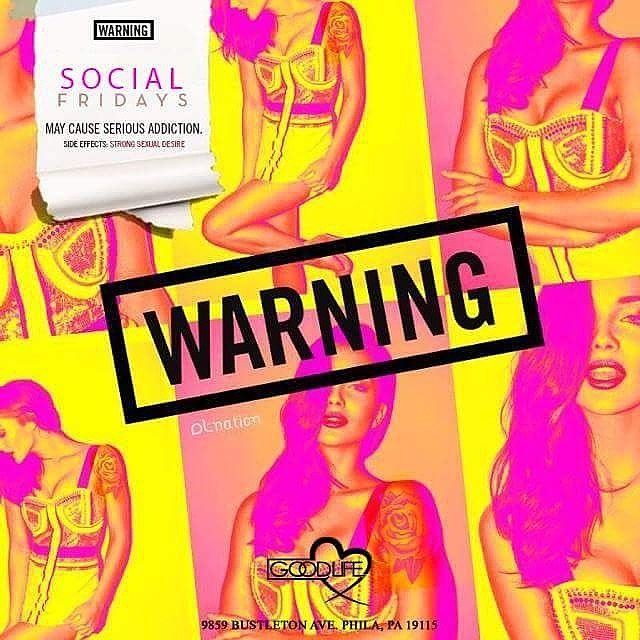 WARNING
SOCIAL
FRIDAYS
MAY CAUSE SERIOUS ADDICTION.
SIDE EFFECTS: STRONG SEXUAL DESIRE
WARNING
DLnation
GOODLIFE
9859 BUSTLETON AVE. PHILA, PA 19115